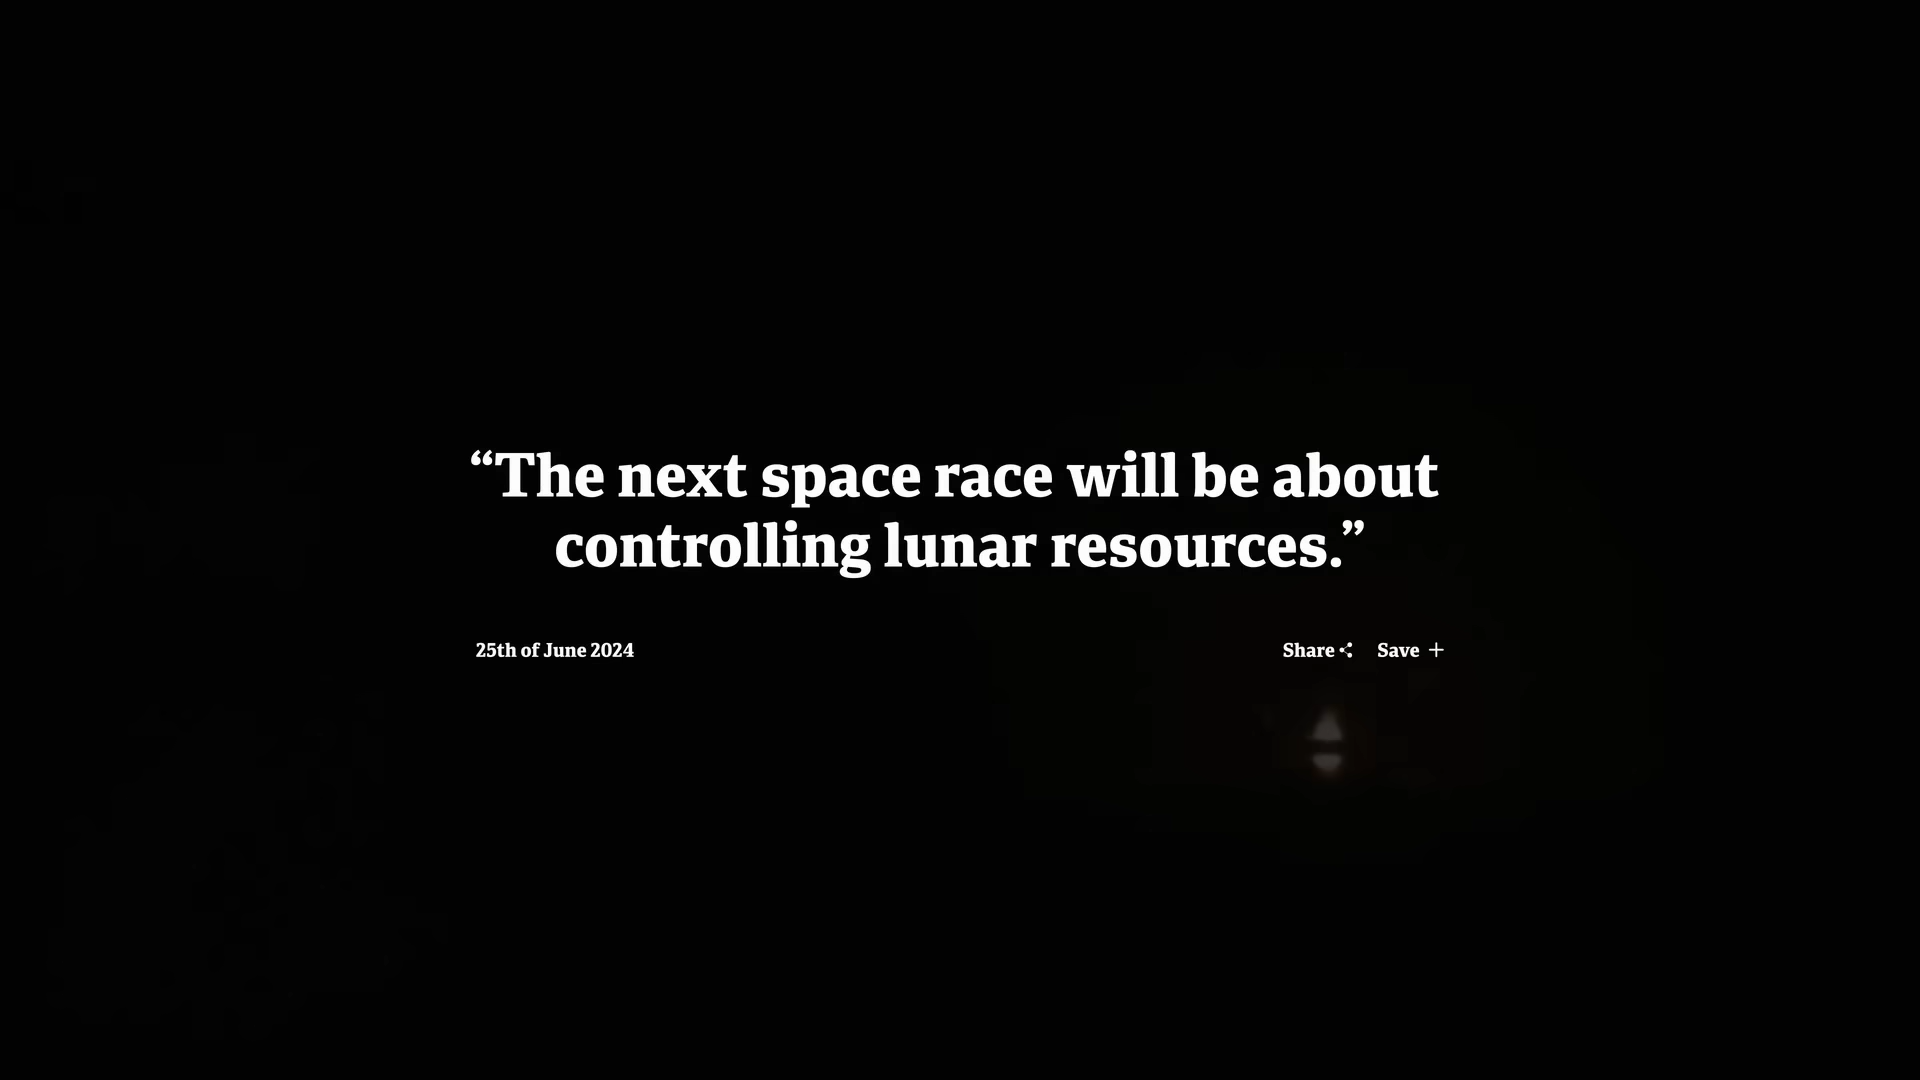 “The next space race will be about
controlling lunar resources.”
25th of June 2024 Share Save +